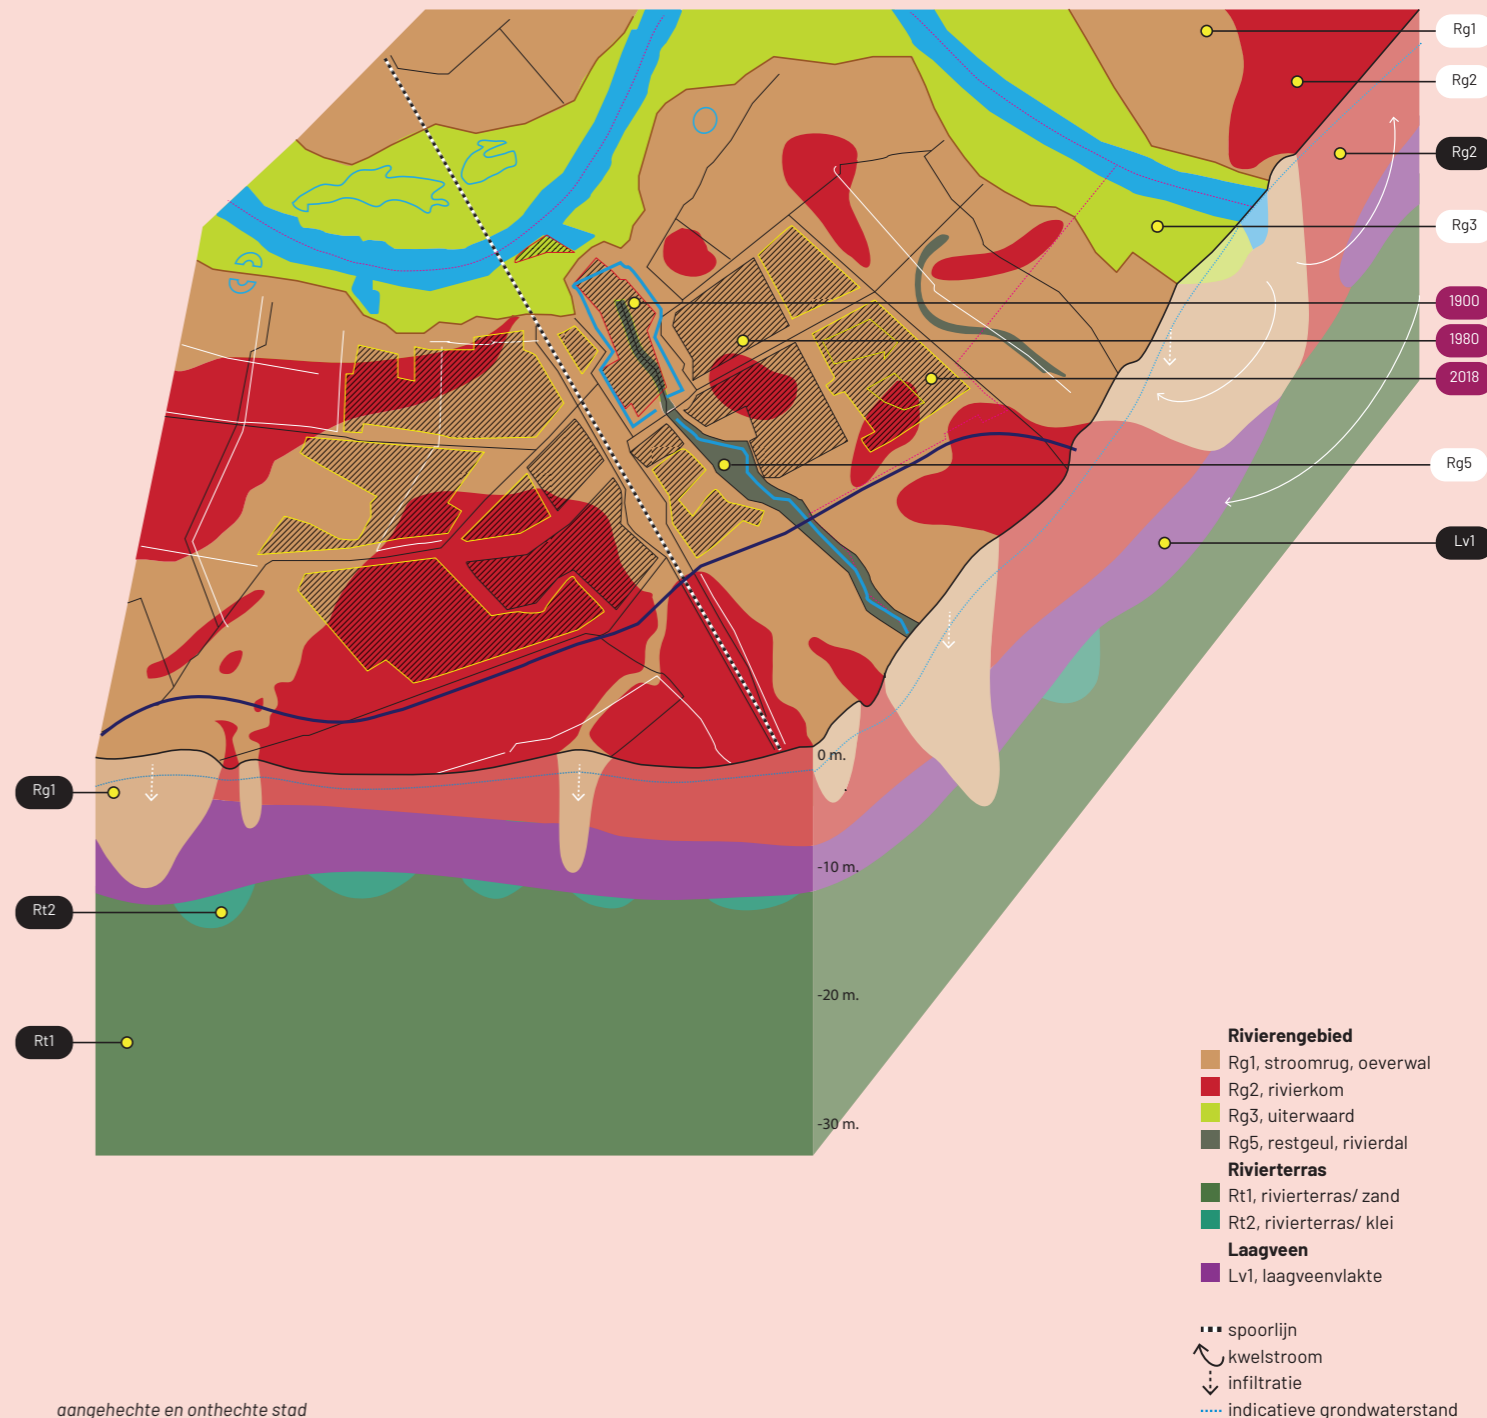 Rg1
Rg2
Rg2
Rg3
1900
1980
2018
Rg5
Lv1
0 m.
Rg1
-10 m.
Rt2
-20 m.
Rt1
-30 m.
Rivierengebied
Rg1, stroomrug, oeverwal
Rg2, rivierkom
Rg3, uiterwaard
Rg5, restgeul, rivierdal
Rivierterras
Rt1, rivierterras/ zand
Rt2, rivierterras/ klei
Laagveen
Lv1, laagveenvlakte
spoorlijn
kwelstroom
infiltratie
indicatieve grondwaterstand
aangehechte en onthechte stad